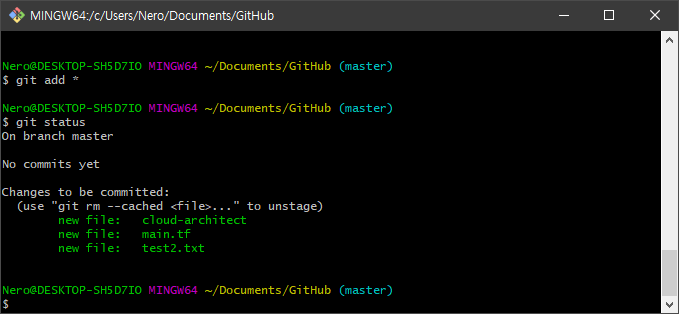 MINGW64:/c/Users/Nero/Documents/GitHub
Nero@DESKTOP-SH5D7IO MINGW64 ~/Documents/GitHub (master)
$ git add *
Nero@DESKTOP-SH5D7IO MINGW64 ~/Documents/GitHub (master)
$ git status
On branch master
No commits yet
Changes to be committed:
  (use "git rm --cached <file>..." to unstage)
        new file:   cloud-architect
        new file:   main.tf
        new file:   test2.txt
Nero@DESKTOP-SH5D7IO MINGW64 ~/Documents/GitHub (master)
$